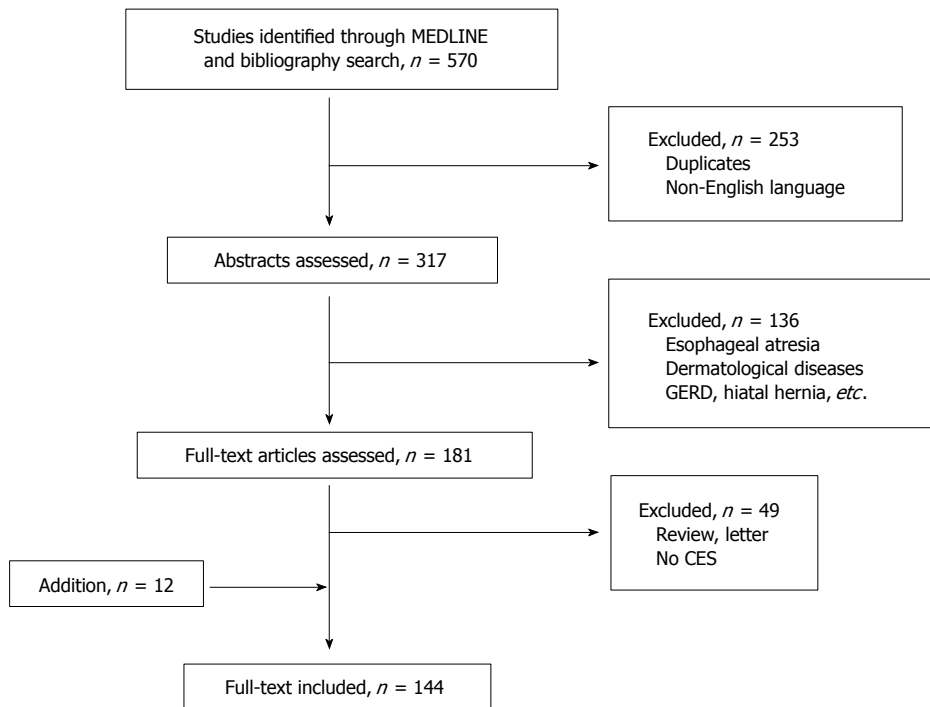 Studies identified through MEDLINE
and bibliography search, n = 570
Excluded, n = 253
Duplicates
Non-English language
Abstracts assessed, n = 317
Excluded, n = 136
Esophageal atresia
Dermatological diseases
GERD, hiatal hernia, etc.
Full-text articles assessed, n = 181
Excluded, n = 49
Review, letter
No CES
Addition, n = 12
Full-text included, n = 144